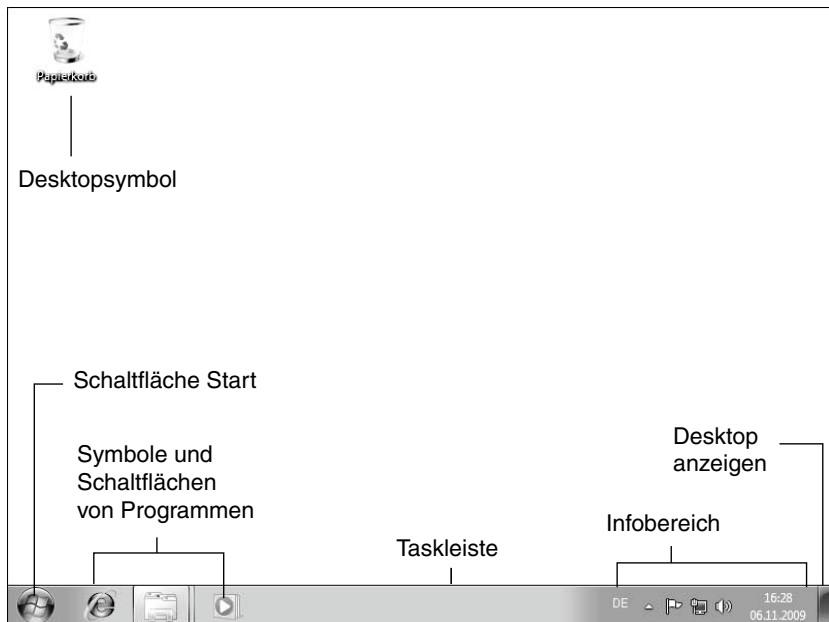 Papierkorb
Desktopsymbol
Schaltfläche Start
Symbole und
Schaltflächen
von Programmen
Desktop
anzeigen
Infobereich
Taskleiste
DE
16:28
06.11.2009